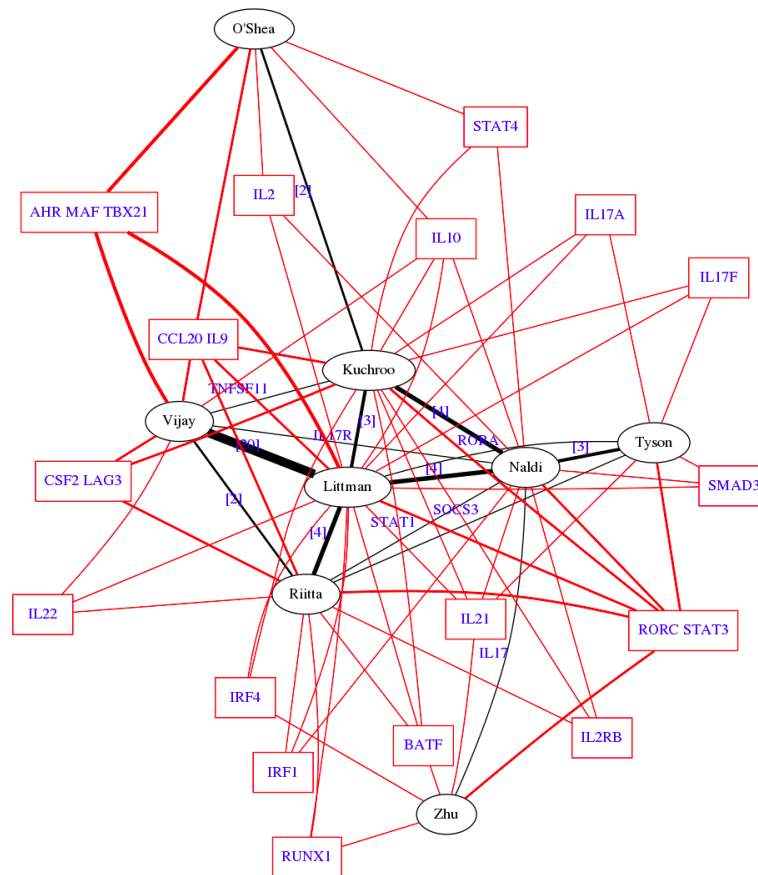 O'Shea
STAT4
IL2
[2]
AHR MAF TBX21
IL17A
IL10
IL17F
CCL20 IL9
Kuchroo
TNFSF11
Vijay
[3]
[4]
[20]
IL17R
RORA
[3]
Tyson
Naldi
[4]
CSF2 LAG3
Littman
SMAD3
[2]
STAT1
SOCS3
[4]
Riitta
IL22
IL21
RORC STAT3
IL17
IRF4
BATF
IL2RB
IRF1
Zhu
RUNX1